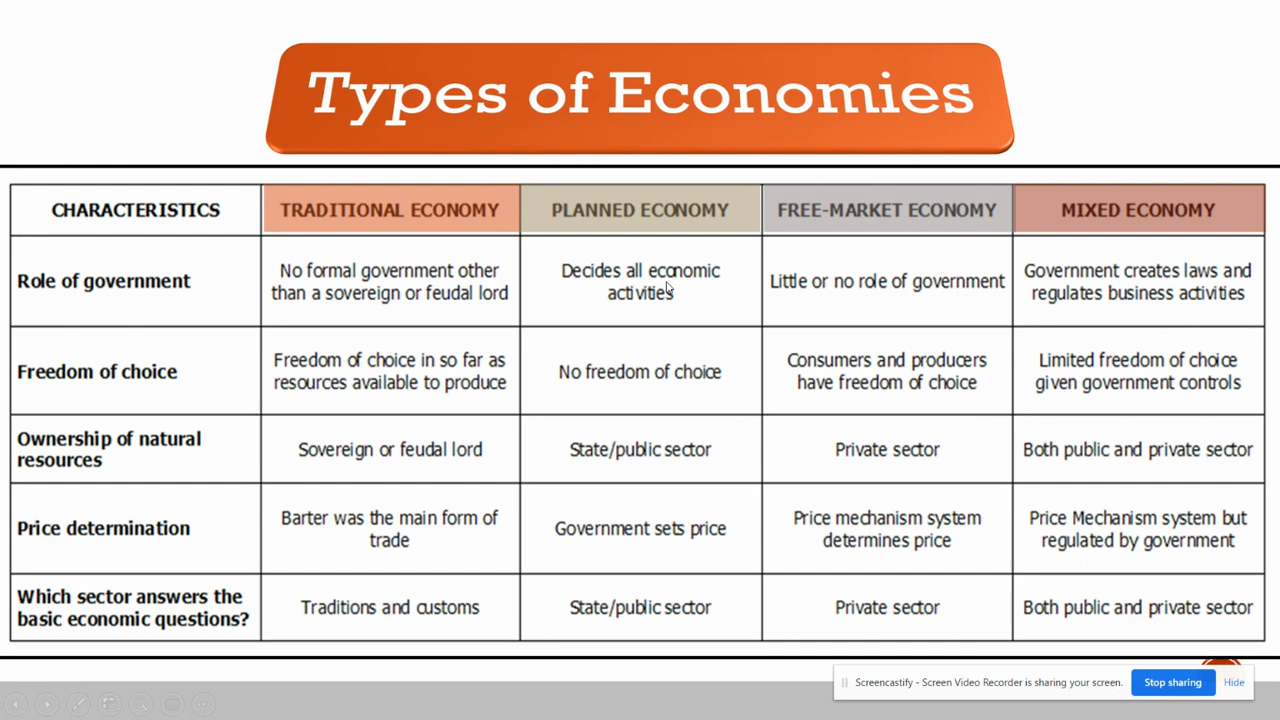 Types of Economies
CHARACTERISTICS
TRADITIONAL ECONOMY
PLANNED ECONOMY
FREE-MARKET ECONOMY
MIXED ECONOMY
Role of government
No formal government other
than a sovereign or feudal lord
Decides all economic
activities
Little or no role of government
Government creates laws and
regulates business activities
Freedom of choice
Freedom of choice in so far as
resources available to produce
No freedom of choice
Consumers and producers
have freedom of choice
Limited freedom of choice
given government controls
Ownership of natural
resources
Sovereign or feudal lord
State/public sector
Private sector
Both public and private sector
Price determination
Barter was the main form of
trade
Government sets price
Price mechanism system
determines price
Price Mechanism system but
regulated by government
Which sector answers the
basic economic questions?
Traditions and customs
State/public sector
Private sector
Both public and private sector
Screencastify - Screen Video Recorder is sharing your screen.
Stop sharing
Hide